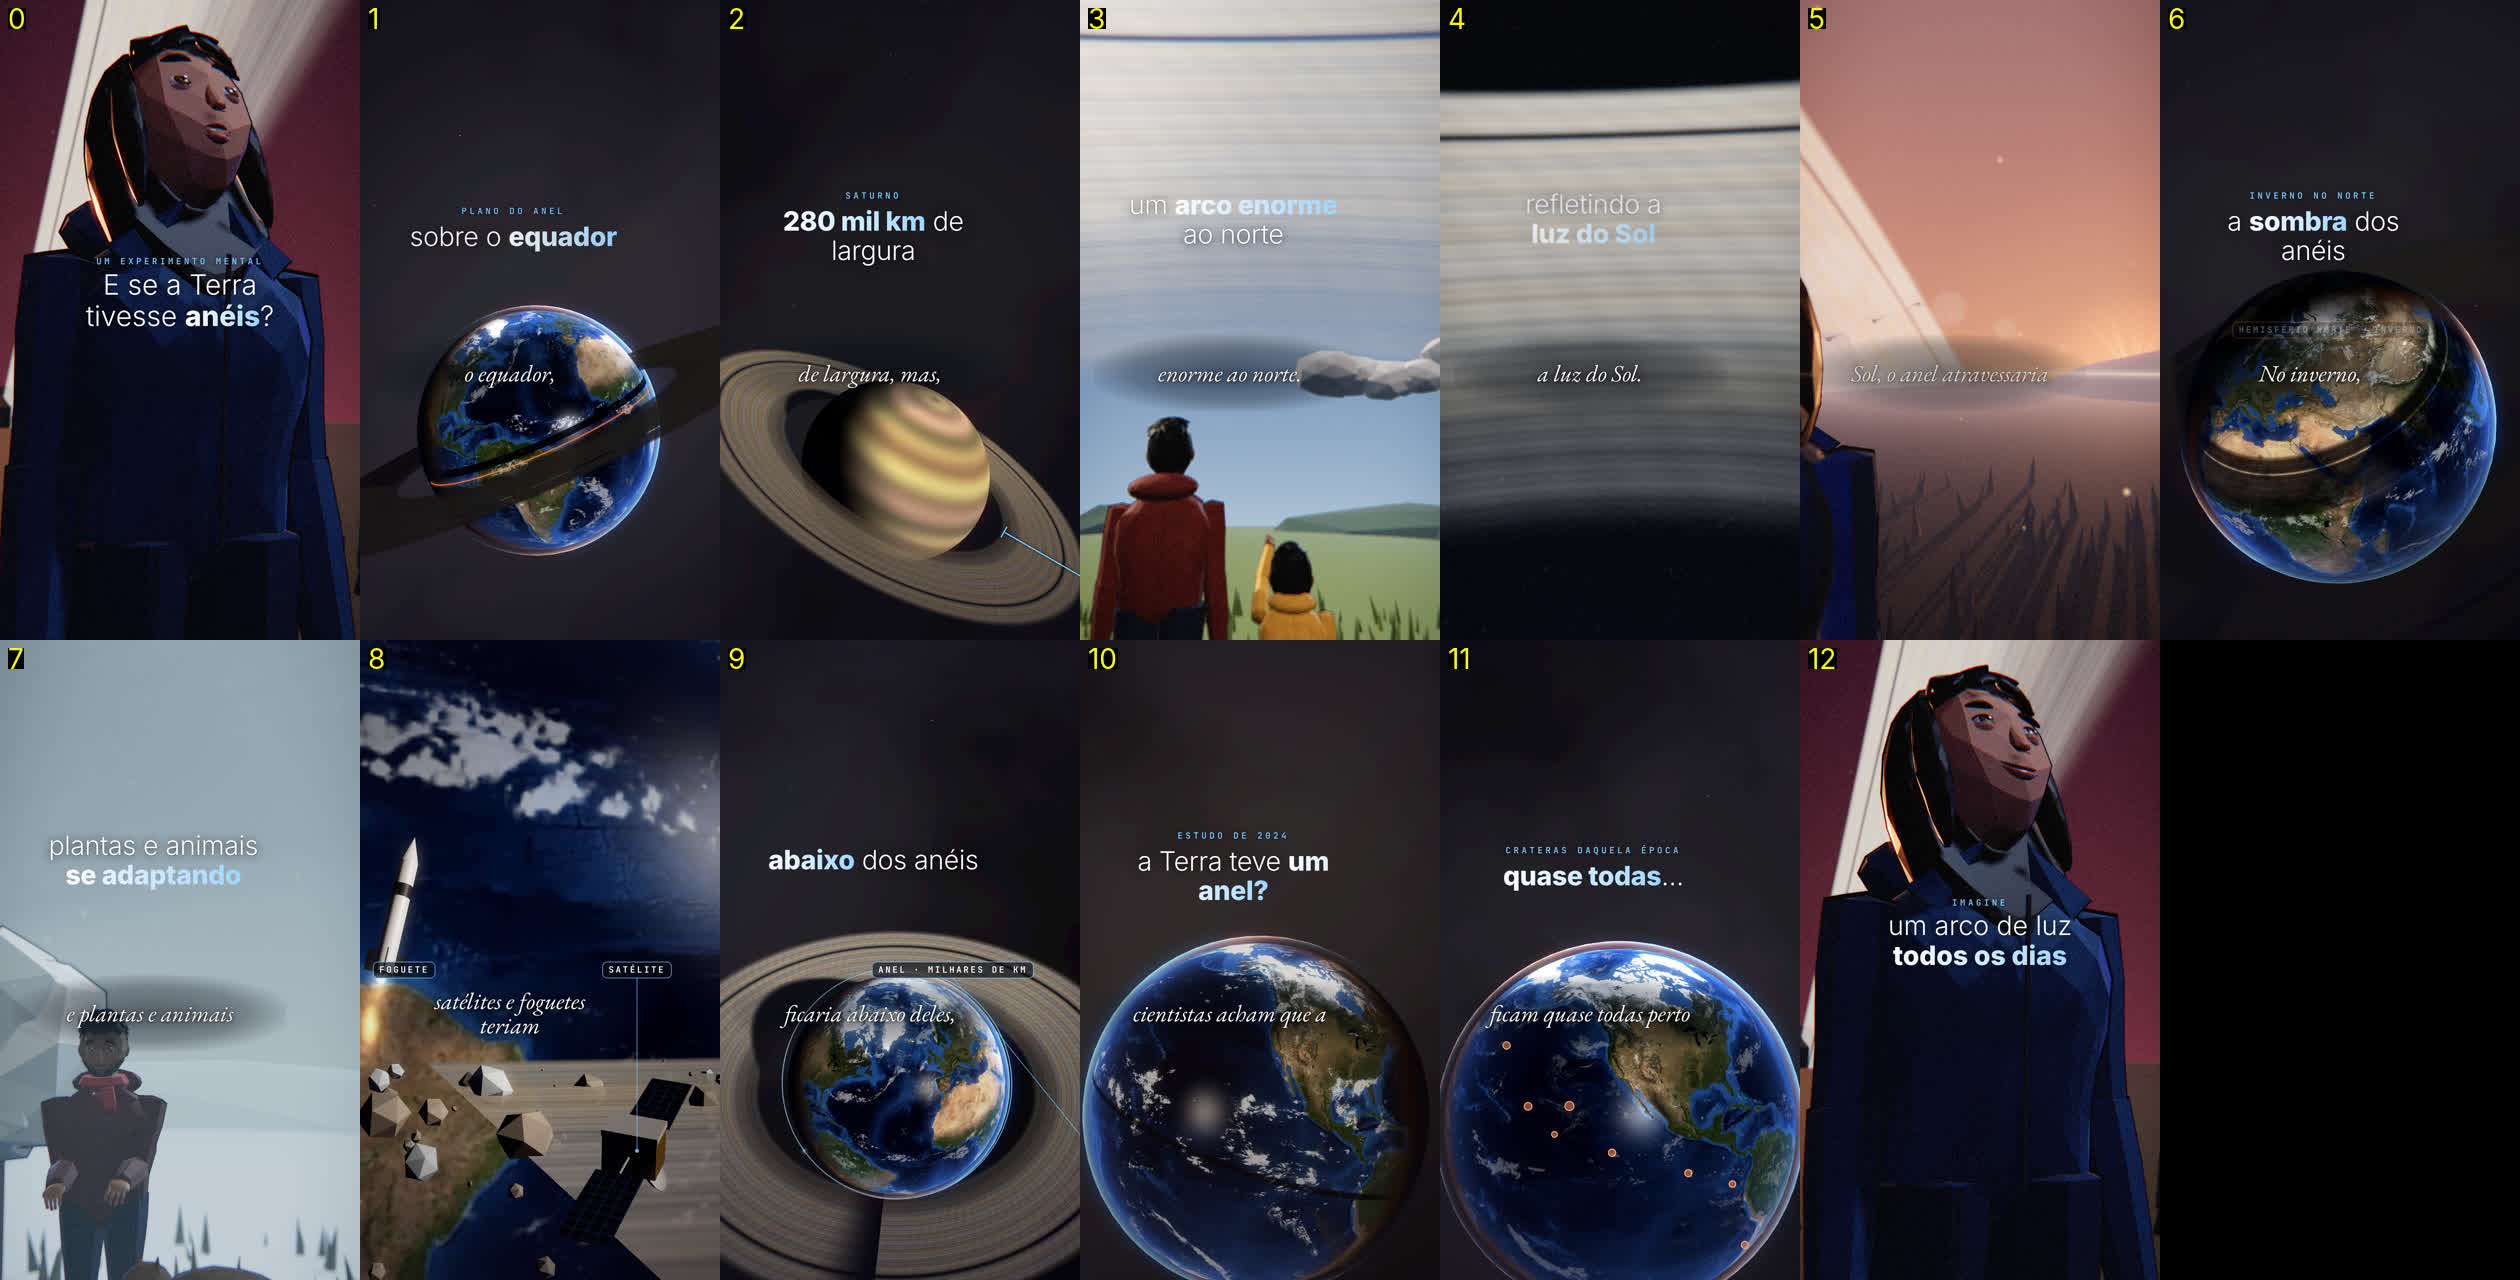 0
UM EXPERIMENTO MENTAL
E se a Terra
tivesse anéis?
1
PLANO DO ANEL
sobre o equador
o equador,
2
SATURNO
280 mil km de
largura
de largura, mas,
3
um arco enorme
ao norte
enorme ao norte.
4
refletindo a
luz do Sol
a luz do Sol.
5
Sol, o anel atravessaria
6
INVERNO NO NORTE
a sombra dos
anéis
HEMISFÉRIO NORTE · INVERNO
No inverno,
7
plantas e animais
se adaptando
e plantas e animais
8
FOGUETE
SATÉLITE
satélites e foguetes
teriam
9
abaixo dos anéis
ANEL · MILHARES DE KM
ficaria abaixo deles,
10
ESTUDO DE 2024
a Terra teve um
anel?
cientistas acham que a
11
CRATERAS DAQUELA ÉPOCA
quase todas...
ficam quase todas perto
12
IMAGINE
um arco de luz
todos os dias